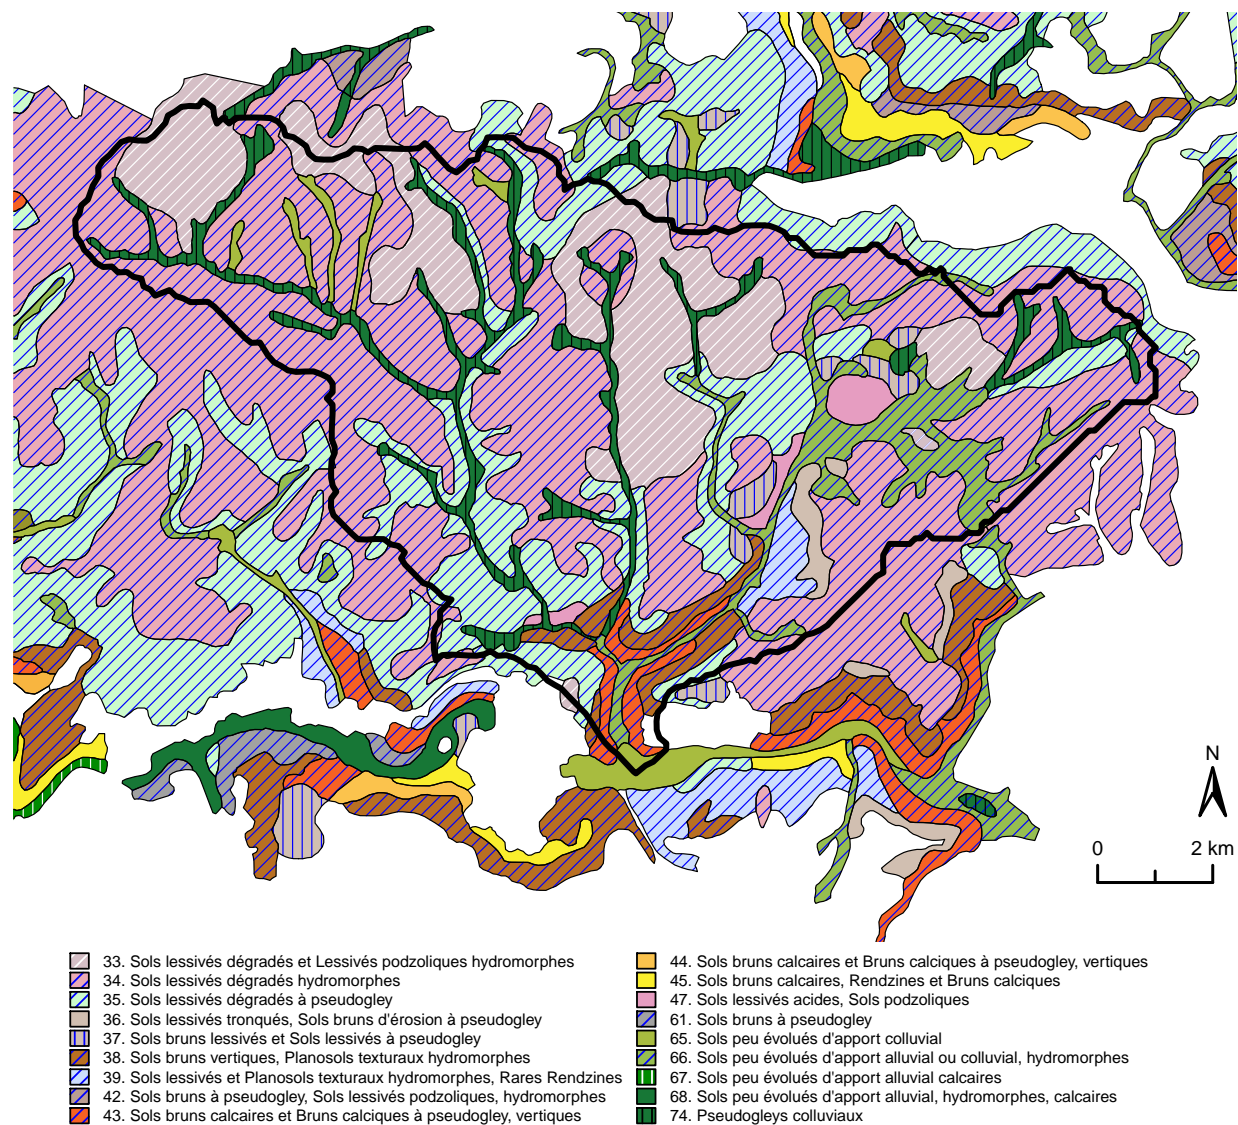 N
0 2 km
33. Sols lessivés dégradés et Lessivés podzoliques hydromorphes
34. Sols lessivés dégradés hydromorphes
35. Sols lessivés dégradés à pseudogley
36. Sols lessivés tronqués, Sols bruns d'érosion à pseudogley
37. Sols bruns lessivés et Sols lessivés à pseudogley
38. Sols bruns vertiques, Planosols texturaux hydromorphes
39. Sols lessivés et Planosols texturaux hydromorphes, Rares Rendzines
42. Sols bruns à pseudogley, Sols lessivés podzoliques, hydromorphes
43. Sols bruns calcaires et Bruns calciques à pseudogley, vertiques
44. Sols bruns calcaires et Bruns calciques à pseudogley, vertiques
45. Sols bruns calcaires, Rendzines et Bruns calciques
47. Sols lessivés acides, Sols podzoliques
61. Sols bruns à pseudogley
65. Sols peu évolués d'apport colluvial
66. Sols peu évolués d'apport alluvial ou colluvial, hydromorphes
67. Sols peu évolués d'apport alluvial calcaires
68. Sols peu évolués d'apport alluvial, hydromorphes, calcaires
74. Pseudogleys colluviaux